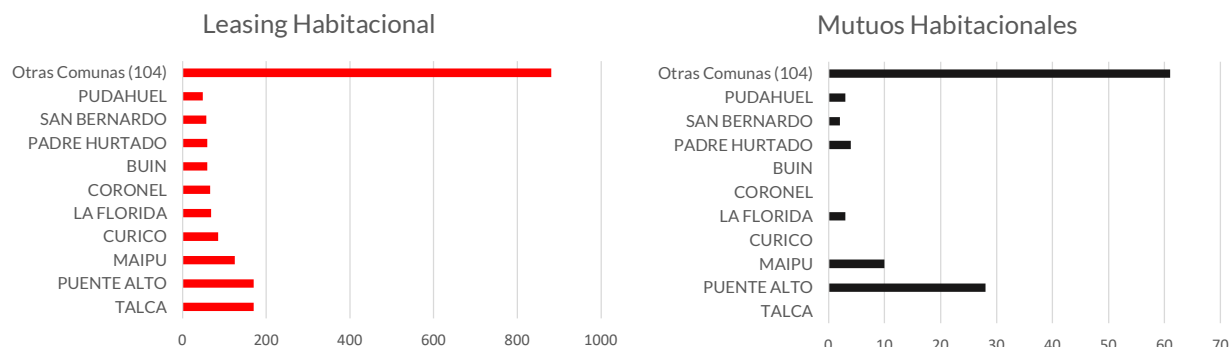 Leasing Habitacional
Otras Comunas (104)
PUDAHUEL
SAN BERNARDO
PADRE HURTADO
BUIN
CORONEL
LA FLORIDA
CURICO
MAIPU
PUENTE ALTO
TALCA
0 200 400 600 800 1000
Mutuos Habitacionales
Otras Comunas (104)
PUDAHUEL
SAN BERNARDO
PADRE HURTADO
BUIN
CORONEL
LA FLORIDA
CURICO
MAIPU
PUENTE ALTO
TALCA
0 10 20 30 40 50 60 70